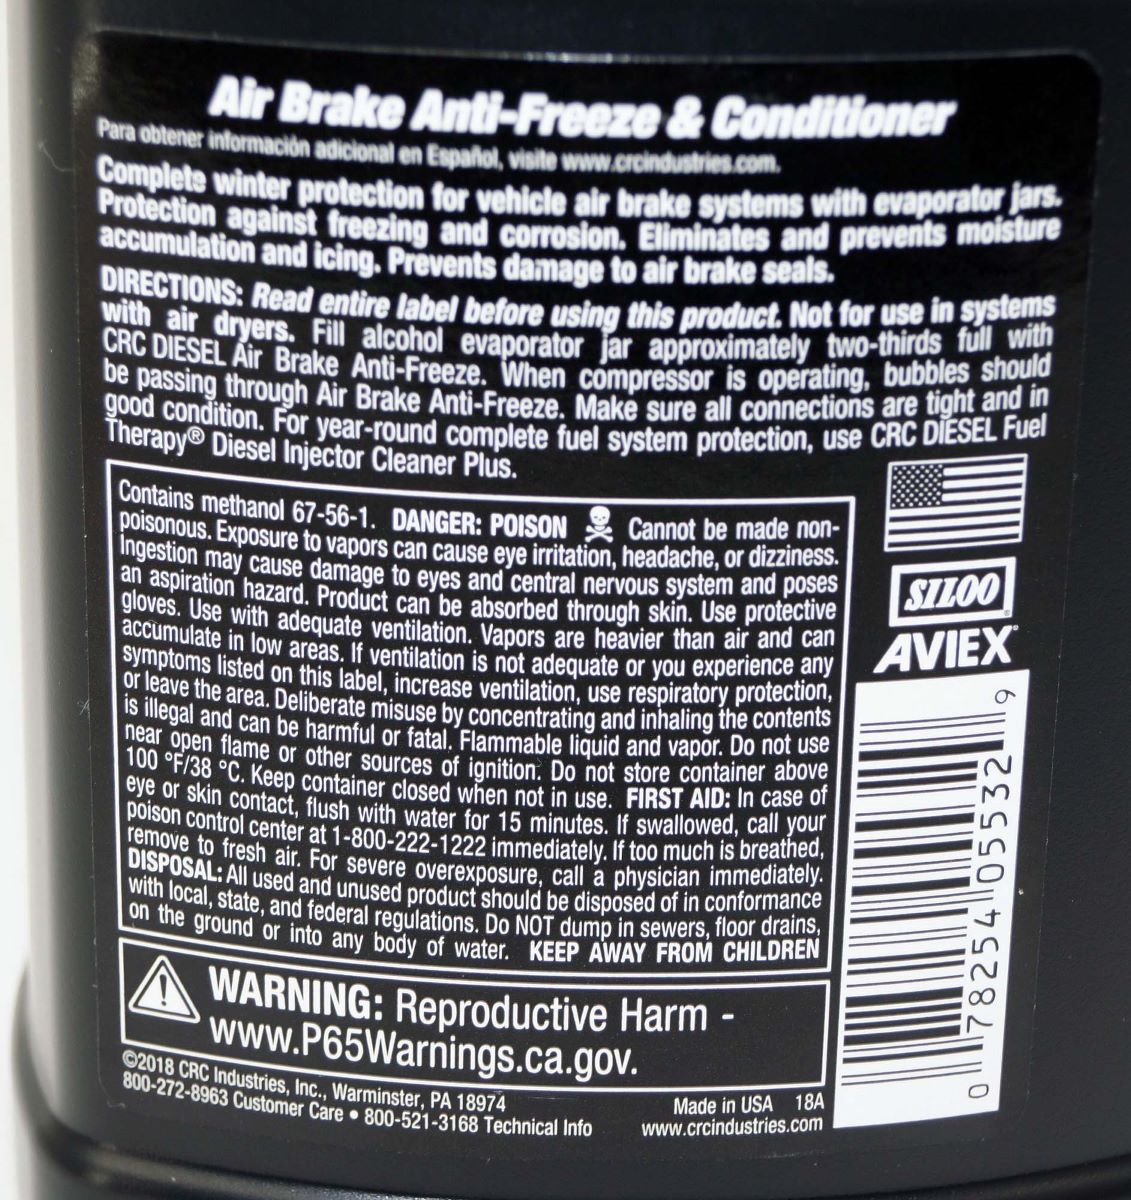 Air Brake Anti-Freeze & Conditioner
Para obtener información adicional en Español, visite www.crcindustries.com.
Complete winter protection for vehicle air brake systems with evaporator jars.
Protection against freezing and corrosion. Eliminates and prevents moisture
accumulation and icing. Prevents damage to air brake seals.
DIRECTIONS: Read entire label before using this product. Not for use in systems
with air dryers. Fill alcohol evaporator jar approximately two-thirds full with
CRC DIESEL Air Brake Anti-Freeze. When compressor is operating, bubbles should
be passing through Air Brake Anti-Freeze. Make sure all connections are tight and in
good condition. For year-round complete fuel system protection, use CRC DIESEL Fuel
Therapy® Diesel Injector Cleaner Plus.
Contains methanol 67-56-1. DANGER: POISON Cannot be made non-
poisonous. Exposure to vapors can cause eye irritation, headache, or dizziness.
Ingestion may cause damage to eyes and central nervous system and poses
an aspiration hazard. Product can be absorbed through skin. Use protective
gloves. Use with adequate ventilation. Vapors are heavier than air and can
accumulate in low areas. If ventilation is not adequate or you experience any
symptoms listed on this label, increase ventilation, use respiratory protection,
or leave the area. Deliberate misuse by concentrating and inhaling the contents
is illegal and can be harmful or fatal. Flammable liquid and vapor. Do not use
near open flame or other sources of ignition. Do not store container above
100 °F/38 °C. Keep container closed when not in use. FIRST AID: In case of
eye or skin contact, flush with water for 15 minutes. If swallowed, call your
poison control center at 1-800-222-1222 immediately. If too much is breathed,
remove to fresh air. For severe overexposure, call a physician immediately.
DISPOSAL: All used and unused product should be disposed of in conformance
with local, state, and federal regulations. Do NOT dump in sewers, floor drains,
on the ground or into any body of water. KEEP AWAY FROM CHILDREN
SILOO®
AVIEX®
0 78254 05532 9
WARNING: Reproductive Harm -
www.P65Warnings.ca.gov.
©2018 CRC Industries, Inc., Warminster, PA 18974
800-272-8963 Customer Care • 800-521-3168 Technical Info
Made in USA 18A
www.crcindustries.com